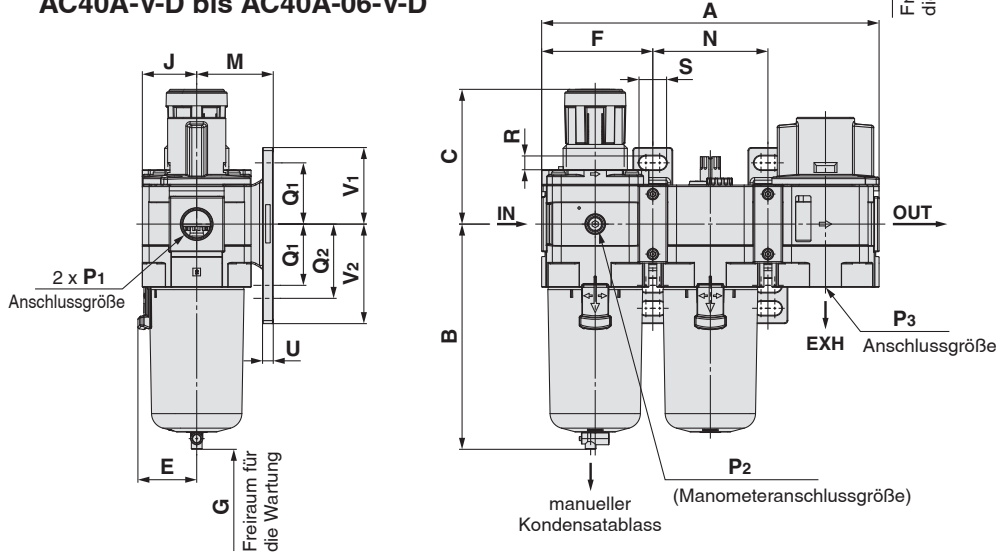 AC40A-V-D bis AC40A-06-V-D
A
F
N
S
J
M
R
C
V1
Q1
IN
OUT
Q1
Q2
V2
2 x P1
Anschlussgröße
B
U
P3
Anschlussgröße
EXH
E
G
Freiraum für
die Wartung
P2
(Manometeranschlussgröße)
manueller
Kondensatablass